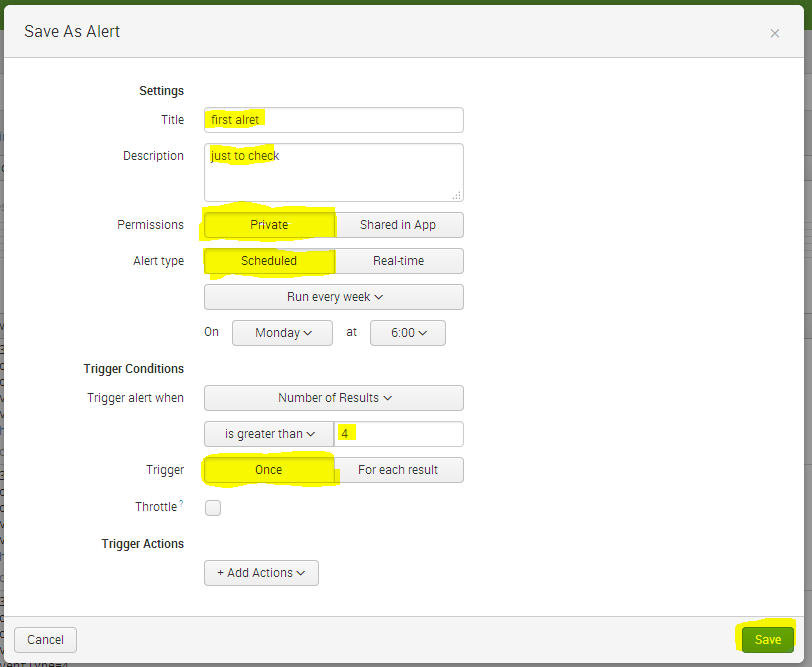 Save As Alert ×
Settings
Title first alret
Description just to check
Permissions Private Shared in App
Alert type Scheduled Real-time
Run every week
On Monday at 6:00
Trigger Conditions
Trigger alert when Number of Results
is greater than 4
Trigger Once For each result
Throttle ?
Trigger Actions
+ Add Actions
Cancel Save